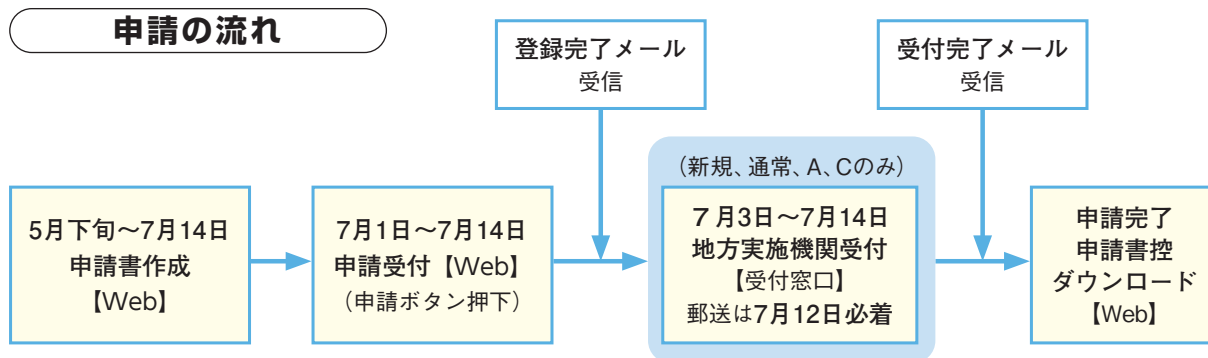 申請の流れ
登録完了メール
受信
受付完了メール
受信
5月下旬～7月14日
申請書作成
【Web】
7月1日～7月14日
申請受付【Web】
（申請ボタン押下）
（新規、通常、A、Cのみ）
７月3日～7月14日
地方実施機関受付
【受付窓口】
郵送は7月12日必着
申請完了
申請書控
ダウンロード
【Web】